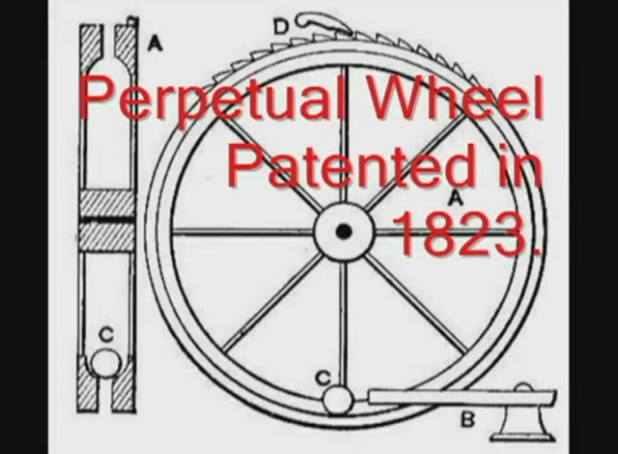 D
A
Perpetual Wheel
Patented in
A
1823.
C
C
B